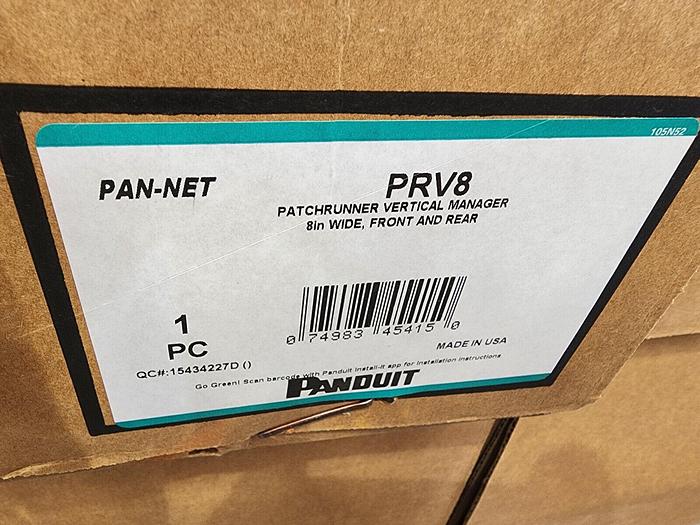 105N52
PAN-NET
PRV8
PATCHRUNNER VERTICAL MANAGER
8in WIDE, FRONT AND REAR
1
PC
0 74983 45415 0
QC#:15434227D ()
MADE IN USA
Go Green! Scan barcode with Panduit Install-It app for installation instructions
PANDUIT